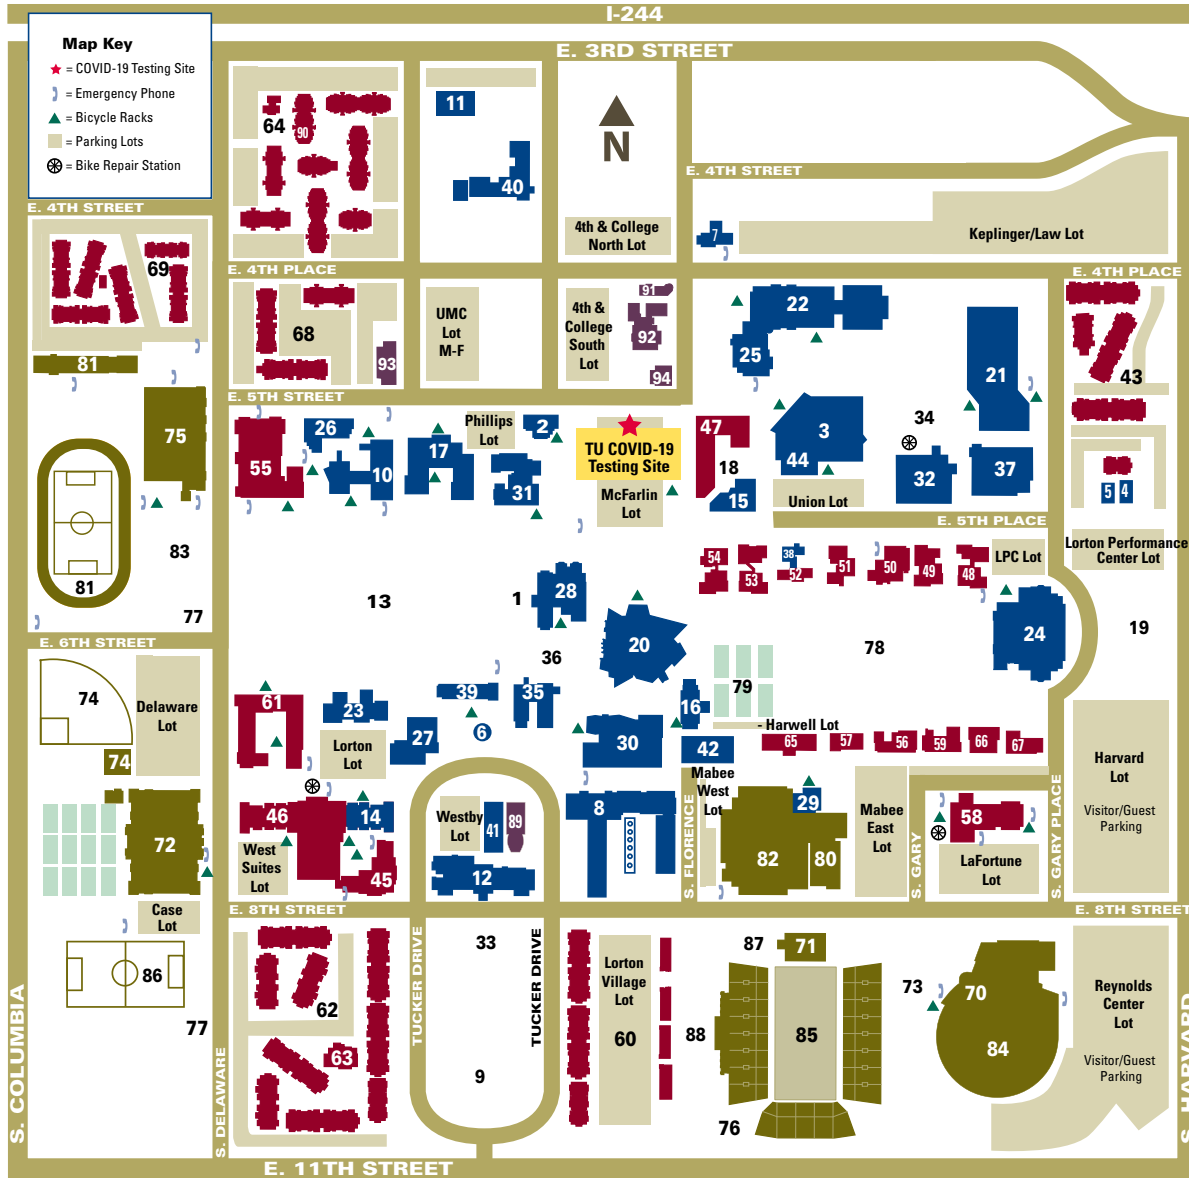 I-244
E. 3RD STREET
Map Key
= COVID-19 Testing Site
= Emergency Phone
= Bicycle Racks
= Parking Lots
= Bike Repair Station
64
90
11
40
N
E. 4TH STREET
E. 4TH STREET
4th & College
North Lot
7
Keplinger/Law Lot
69
E. 4TH PLACE
E. 4TH PLACE
68
93
UMC
Lot
M-F
4th &
College
South
Lot
91
92
94
22
25
21
43
81
75
E. 5TH STREET
55
26
10
17
Phillips
Lot
2
31
TU COVID-19
Testing Site
McFarlin
Lot
47
18
15
3
44
Union Lot
34
32
37
5
4
E. 5TH PLACE
Lorton Performance
Center Lot
LPC Lot
83
81
77
13
1
28
54
53
38
52
51
50
49
48
20
36
78
24
19
E. 6TH STREET
74
Delaware
Lot
74
61
23
39
35
6
27
Lorton
Lot
16
79
- Harwell Lot
30
42
65
57
56
59
66
67
Harvard
Lot
Visitor/Guest
Parking
72
46
14
45
West
Suites
Lot
Westby
Lot
41
89
12
8
Mabee
West
Lot
29
82
80
Mabee
East
Lot
58
LaFortune
Lot
S. FLORENCE
S. GARY
S. GARY PLACE
Case
Lot
E. 8TH STREET
E. 8TH STREET
86
77
62
63
33
9
TUCKER DRIVE
TUCKER DRIVE
Lorton
Village
Lot
60
87
71
88
85
76
73
70
84
Reynolds
Center
Lot
Visitor/Guest
Parking
S. COLUMBIA
S. DELAWARE
S. HARVARD
E. 11TH STREET